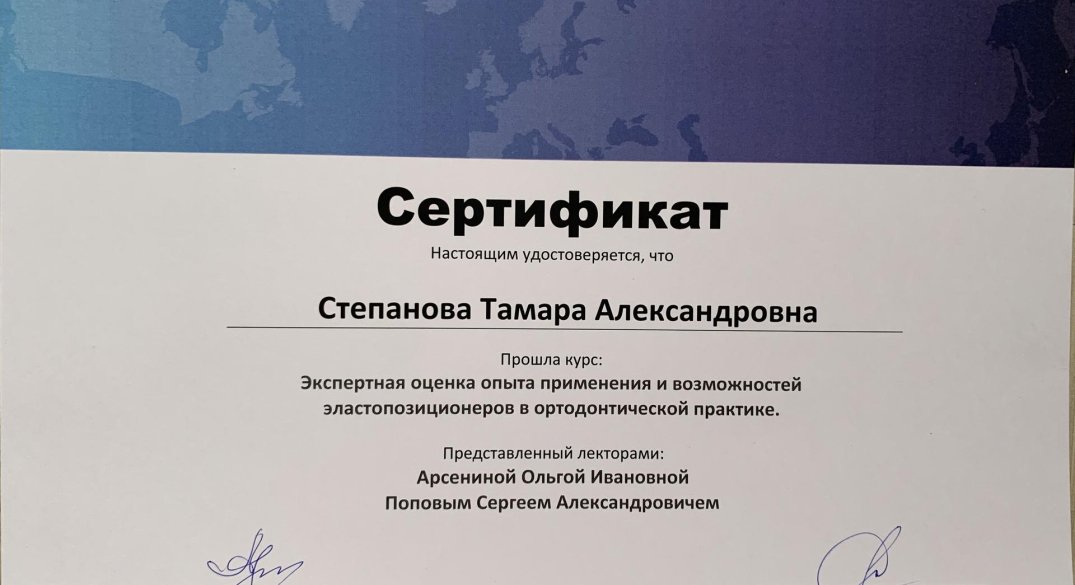 Сертификат
Настоящим удостоверяется, что
Степанова Тамара Александровна
Прошла курс:
Экспертная оценка опыта применения и возможностей
эластопозиционеров в ортодонтической практике.
Представленный лекторами:
Арсениной Ольгой Ивановной
Поповым Сергеем Александровичем